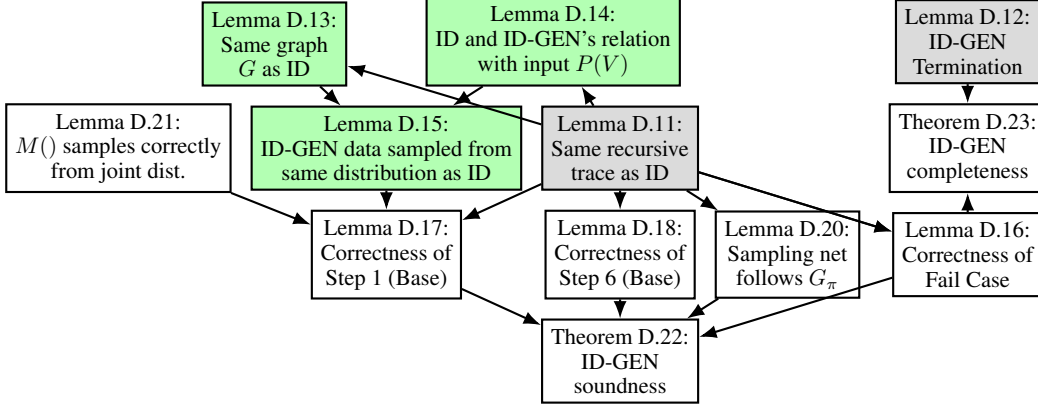 Lemma D.13:
Same graph
G as ID
Lemma D.14:
ID and ID-GEN's relation
with input P(V)
Lemma D.12:
ID-GEN
Termination
Lemma D.21:
M() samples correctly
from joint dist.
Lemma D.15:
ID-GEN data sampled from
same distribution as ID
Lemma D.11:
Same recursive
trace as ID
Theorem D.23:
ID-GEN
completeness
Lemma D.17:
Correctness of
Step 1 (Base)
Lemma D.18:
Correctness of
Step 6 (Base)
Lemma D.20:
Sampling net
follows G_π
Lemma D.16:
Correctness of
Fail Case
Theorem D.22:
ID-GEN
soundness